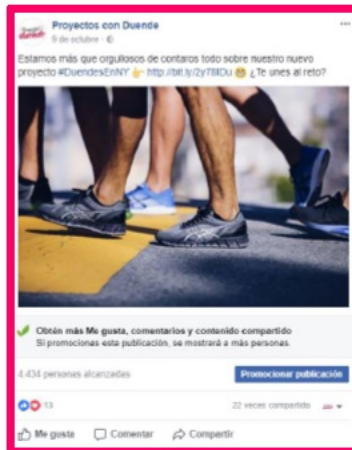 Proyectos con Duende
9 de octubre
Estamos más que orgullosos de contaros todo sobre nuestro nuevo
proyecto #DuendesEnNY 👉 http://bit.ly/2y78IDu 😁 ¿Te unes al reto?
Obtén más Me gusta, comentarios y contenido compartido
Si promocionas esta publicación, se mostrará a más personas.
4.434 personas alcanzadas
Promocionar publicación
13
22 veces compartido
Me gusta
Comentar
Compartir